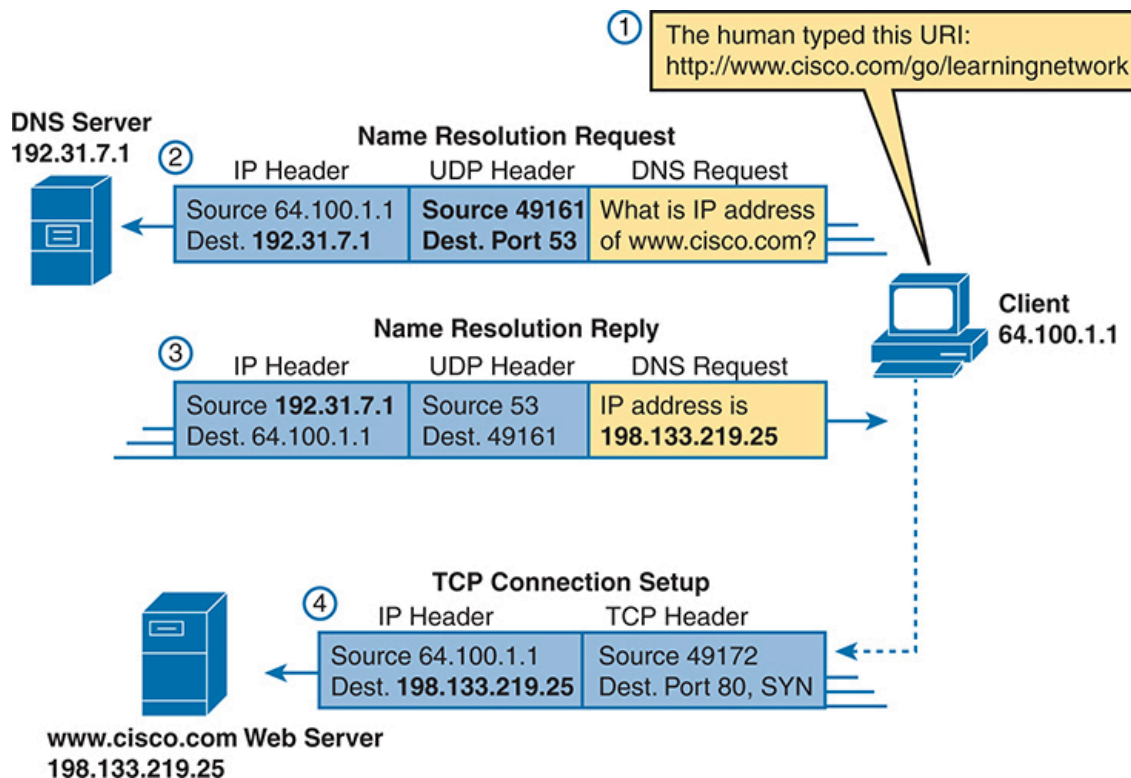 1
The human typed this URI:
http://www.cisco.com/go/learningnetwork
DNS Server
192.31.7.1
2
Name Resolution Request
IP Header UDP Header DNS Request
Source 64.100.1.1 Source 49161 What is IP address
Dest. 192.31.7.1 Dest. Port 53 of www.cisco.com?
Client
64.100.1.1
3
Name Resolution Reply
IP Header UDP Header DNS Request
Source 192.31.7.1 Source 53 IP address is
Dest. 64.100.1.1 Dest. 49161 198.133.219.25
4
TCP Connection Setup
IP Header TCP Header
Source 64.100.1.1 Source 49172
Dest. 198.133.219.25 Dest. Port 80, SYN
www.cisco.com Web Server
198.133.219.25